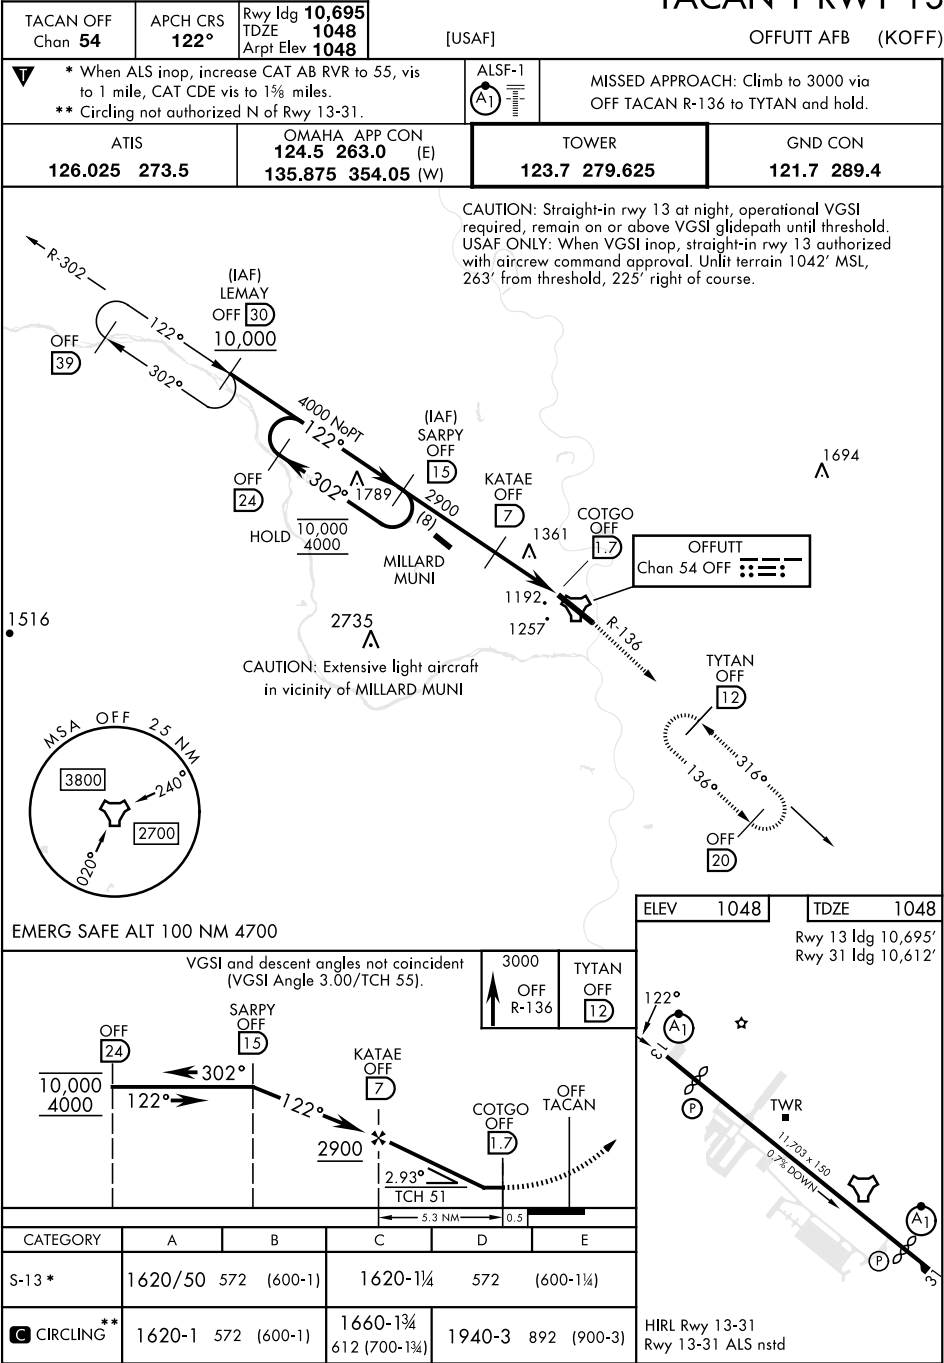 TACAN OFF
Chan 54
APCH CRS
122°
Rwy ldg 10,695
TDZE 1048
Arpt Elev 1048
[USAF]
OFFUTT AFB (KOFF)
T
* When ALS inop, increase CAT AB RVR to 55, vis
to 1 mile, CAT CDE vis to 1⅝ miles.
** Circling not authorized N of Rwy 13-31.
ALSF-1
A1
MISSED APPROACH: Climb to 3000 via
OFF TACAN R-136 to TYTAN and hold.
ATIS
126.025 273.5
OMAHA APP CON
124.5 263.0 (E)
135.875 354.05 (W)
TOWER
123.7 279.625
GND CON
121.7 289.4
CAUTION: Straight-in rwy 13 at night, operational VGSI
required, remain on or above VGSI glidepath until threshold.
USAF ONLY: When VGSI inop, straight-in rwy 13 authorized
with aircrew command approval. Unlit terrain 1042' MSL,
263' from threshold, 225' right of course.
R-302
(IAF)
LEMAY
OFF 30
10,000
122°
302°
OFF
39
4000 NoPT
122°
302°
(IAF)
SARPY
OFF
15
OFF
24
1789
HOLD 10,000
4000
2900
(8)
KATAE
OFF
7
1694
MILLARD
MUNI
1361
COTGO
OFF
1.7
OFFUTT
Chan 54 OFF
1192
1257
1516
2735
R-136
CAUTION: Extensive light aircraft
in vicinity of MILLARD MUNI
TYTAN
OFF
12
316°
136°
OFF
20
MSA OFF 25 NM
3800
240°
2700
020°
EMERG SAFE ALT 100 NM 4700
ELEV 1048
TDZE 1048
Rwy 13 ldg 10,695'
Rwy 31 ldg 10,612'
VGSI and descent angles not coincident
(VGSI Angle 3.00/TCH 55).
3000
OFF
R-136
TYTAN
OFF
12
OFF
24
SARPY
OFF
15
10,000
4000
302°
122°
122°
KATAE
OFF
7
2900
COTGO
OFF
1.7
OFF
TACAN
2.93°
TCH 51
5.3 NM
0.5
122°
A1
13
P
TWR
11,703 x 150
0.7% DOWN
A1
P
31
HIRL Rwy 13-31
Rwy 13-31 ALS nstd
CATEGORY A B C D E
S-13 * 1620/50 572 (600-1) 1620-1¼ 572 (600-1¼)
C CIRCLING ** 1620-1 572 (600-1) 1660-1¾ 612 (700-1¾) 1940-3 892 (900-3)